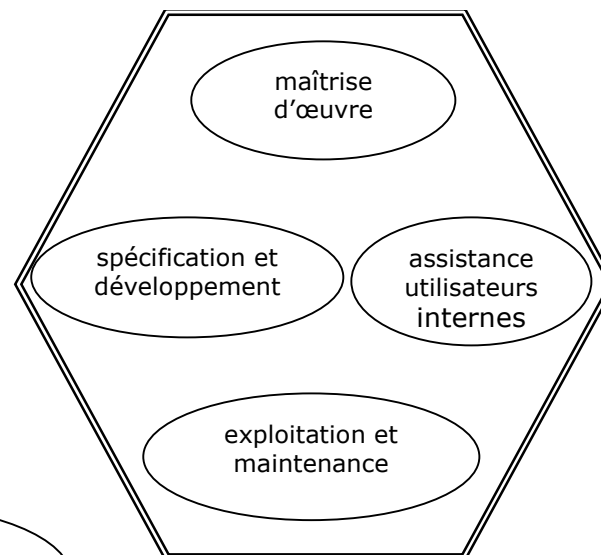 maîtrise
d'œuvre
spécification et
développement
assistance
utilisateurs
internes
exploitation et
maintenance